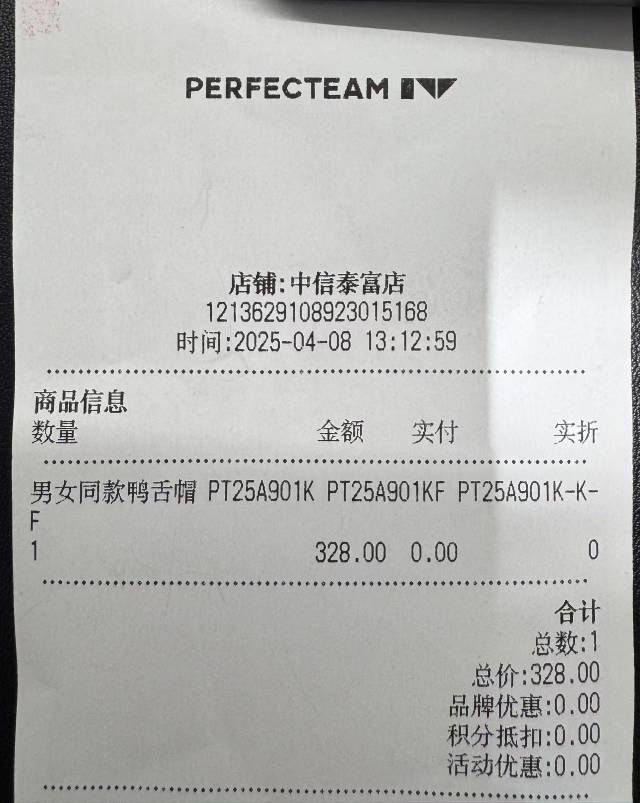 PERFECTEAM
店铺:中信泰富店
1213629108923015168
时间:2025-04-08 13:12:59
商品信息
数量 金额 实付 实折
男女同款鸭舌帽 PT25A901K PT25A901KF PT25A901K-K-
F
1 328.00 0.00 0
合计
总数:1
总价:328.00
品牌优惠:0.00
积分抵扣:0.00
活动优惠:0.00